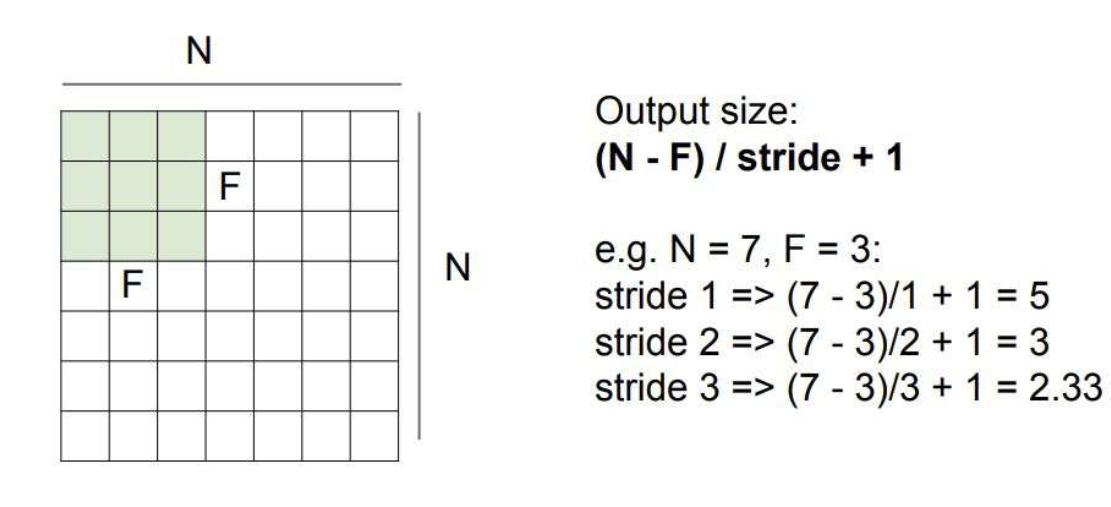 N
F
F
N
Output size:
(N - F) / stride + 1
e.g. N = 7, F = 3:
stride 1 => (7 - 3)/1 + 1 = 5
stride 2 => (7 - 3)/2 + 1 = 3
stride 3 => (7 - 3)/3 + 1 = 2.33